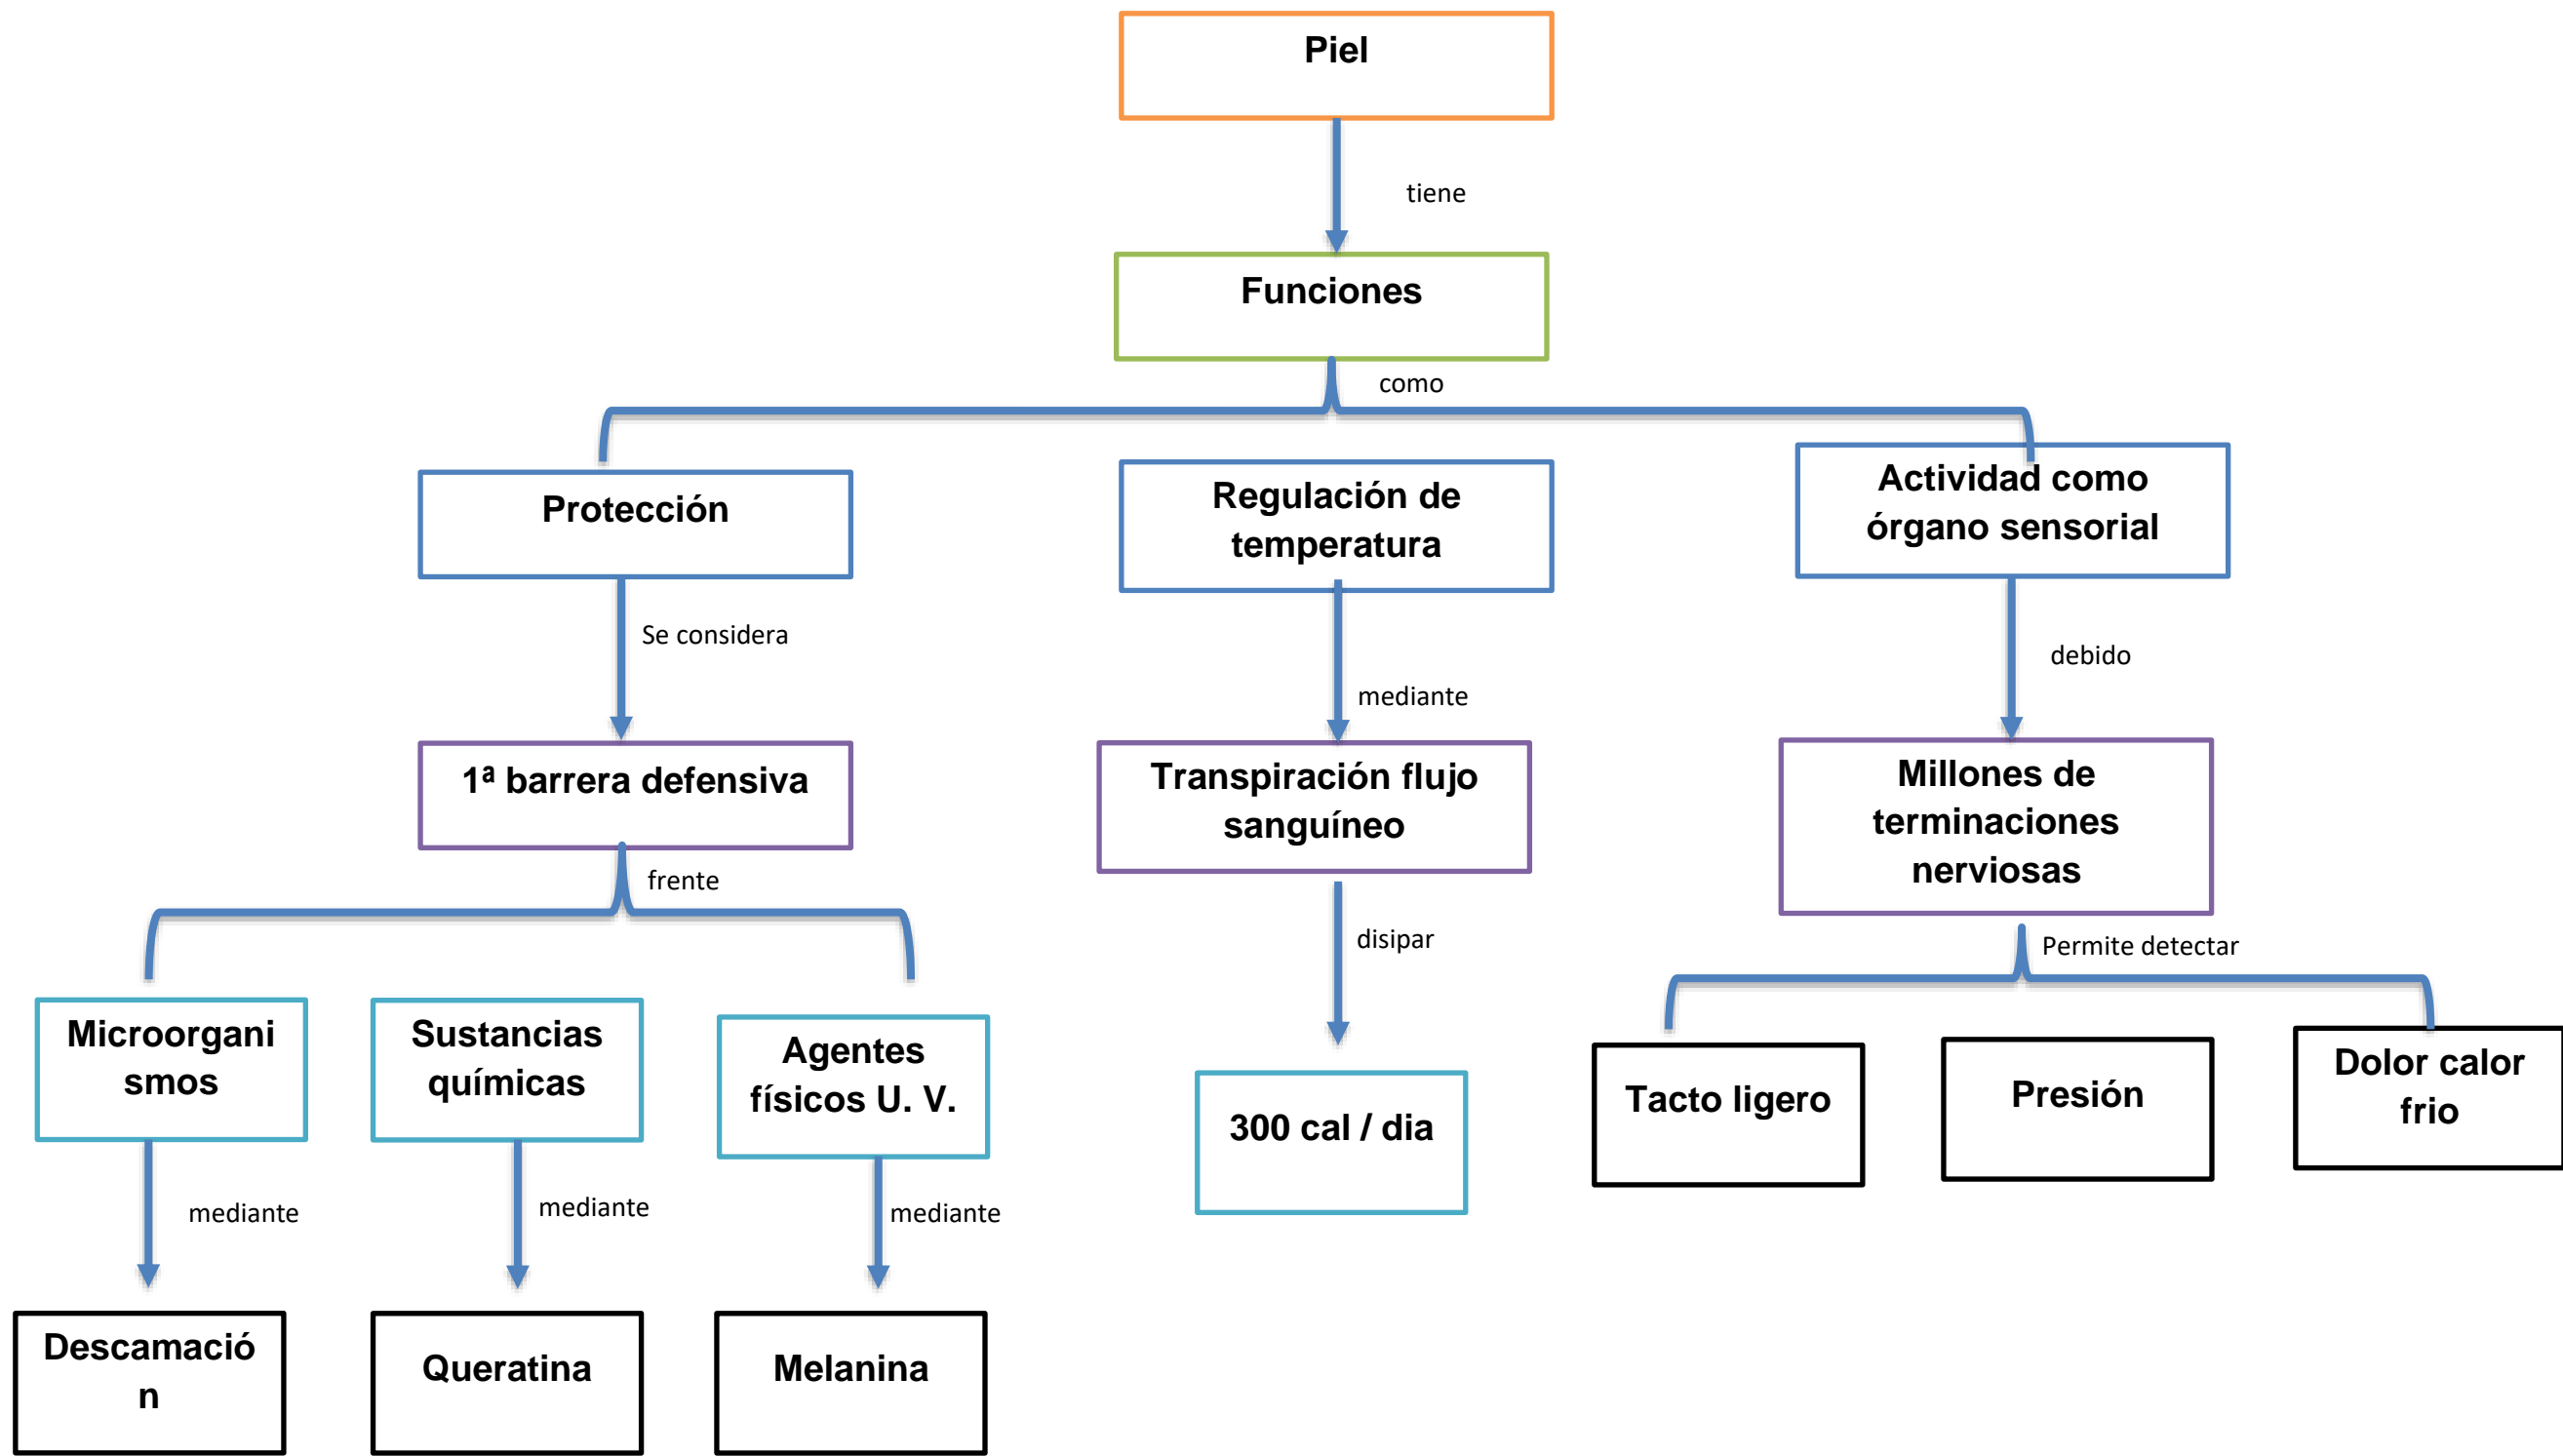 Piel
tiene
Funciones
como
Protección
Regulación de
temperatura
Actividad como
órgano sensorial
Se considera
mediante
debido
1ª barrera defensiva
Transpiración flujo
sanguíneo
Millones de
terminaciones
nerviosas
frente
disipar
Permite detectar
Microorgani
smos
Sustancias
químicas
Agentes
físicos U. V.
300 cal / dia
Tacto ligero
Presión
Dolor calor
frio
mediante
mediante
mediante
Descamació
n
Queratina
Melanina